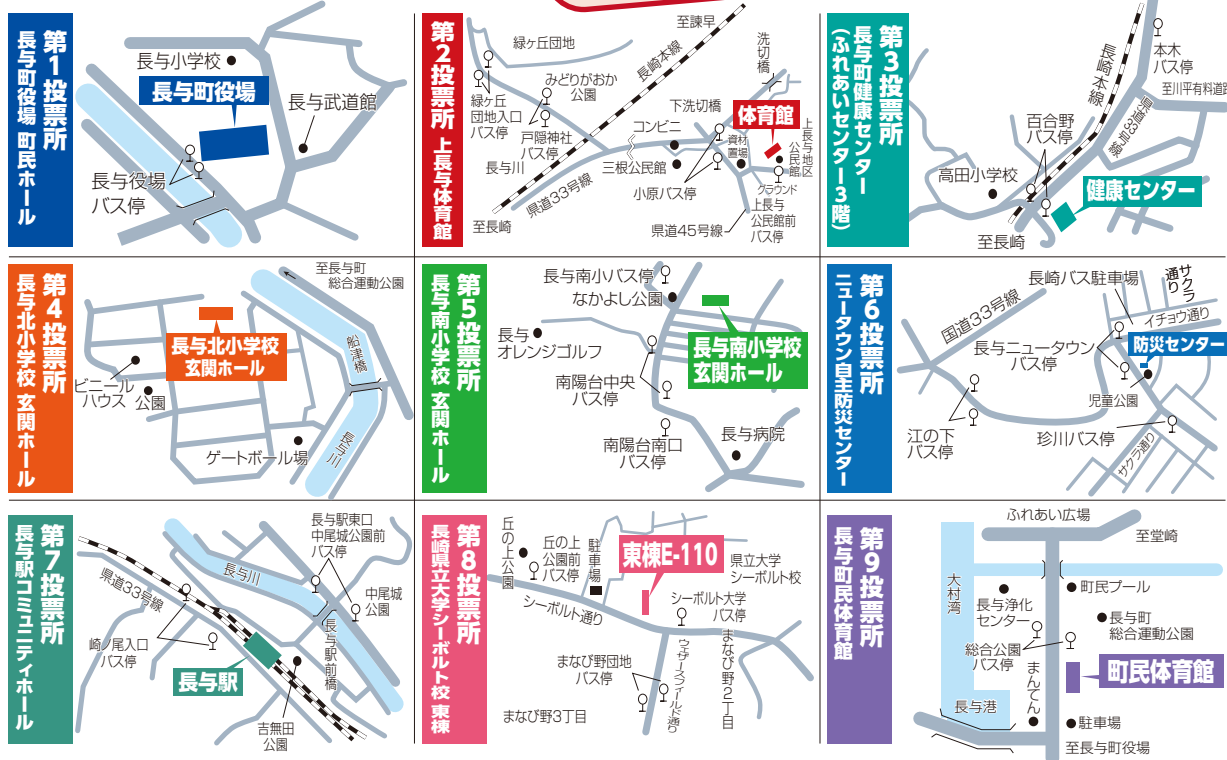 第1投票所
長与町役場 町民ホール
長与小学校
長与町役場
長与武道館
長与役場
バス停
第2投票所
上長与体育館
至諫早
緑ヶ丘団地
洗切橋
長崎本線
みどりがおか
公園
緑ヶ丘
団地入口
バス停
戸隠神社
バス停
下洗切橋
コンビニ
体育館
資材
置場
上長与地区
公民館
長与川
三根公民館
小原バス停
グラウンド
県道33号線
上長与
公民館前
バス停
県道45号線
至長崎
第3投票所
長与町健康センター
(ふれあいセンター3階)
長崎本線
本木
バス停
至川平有料道路
百合野
バス停
高田小学校
健康センター
至長崎
第4投票所
長与北小学校 玄関ホール
至長与町
総合運動公園
長与北小学校
玄関ホール
船津橋
ビニール
ハウス
公園
ゲートボール場
長与川
第5投票所
長与南小学校 玄関ホール
長与南小バス停
なかよし公園
長与
オレンジゴルフ
長与南小学校
玄関ホール
南陽台中央
バス停
南陽台南口
バス停
長与病院
第6投票所
ニュータウン自主防災センター
長崎バス駐車場
サクラ
通り
国道33号線
イチョウ通り
長与ニュータウン
バス停
防災センター
児童公園
江の下
バス停
珍川バス停
サクラ通り
第7投票所
長与駅コミュニティホール
長与駅東口
中尾城公園前
バス停
長与川
県道33号線
中尾城
公園
崎ノ尾入口
バス停
長与駅前橋
長与駅
吉無田
公園
第8投票所
長崎県立大学シーボルト校 東棟
丘の上
公園
丘の上
公園前
バス停
駐車場
東棟E-110
県立大学
シーボルト校
シーボルト通り
シーボルト大学
バス停
まなび野団地
バス停
ウェザースフィールド通り
まなび野2丁目
まなび野3丁目
第9投票所
長与町民体育館
ふれあい広場
至堂崎
大村湾
町民プール
長与浄化
センター
長与町
総合運動公園
総合公園
バス停
町民体育館
まんてん
長与港
駐車場
至長与町役場